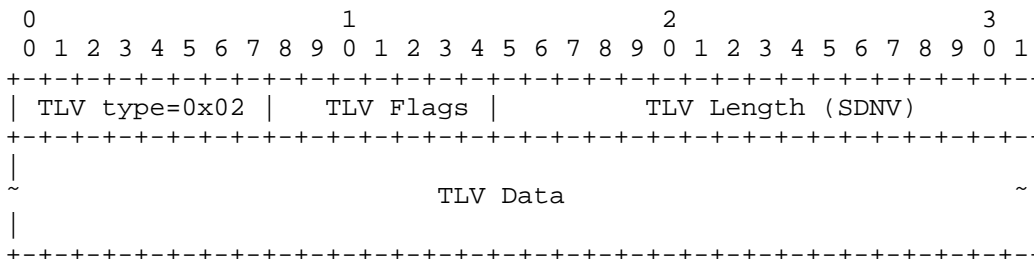 0                   1                   2                   3
 0 1 2 3 4 5 6 7 8 9 0 1 2 3 4 5 6 7 8 9 0 1 2 3 4 5 6 7 8 9 0 1
+-+-+-+-+-+-+-+-+-+-+-+-+-+-+-+-+-+-+-+-+-+-+-+-+-+-+-+-+-+-+-+-
| TLV type=0x02 |   TLV Flags |         TLV Length (SDNV)
+-+-+-+-+-+-+-+-+-+-+-+-+-+-+-+-+-+-+-+-+-+-+-+-+-+-+-+-+-+-+-+-
|
~                          TLV Data                            ~
|
+-+-+-+-+-+-+-+-+-+-+-+-+-+-+-+-+-+-+-+-+-+-+-+-+-+-+-+-+-+-+-+-